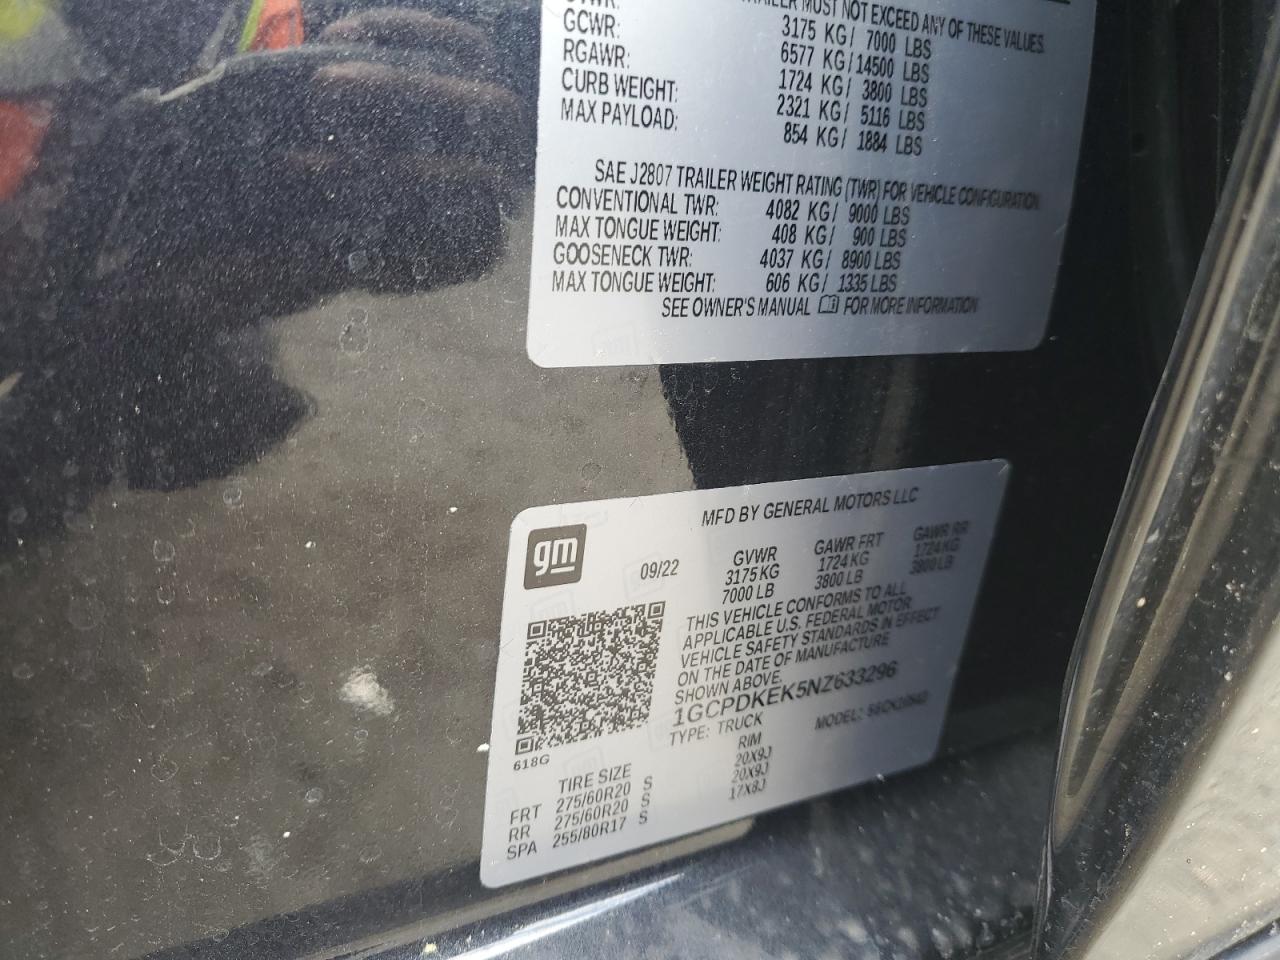 TRAILER MUST NOT EXCEED ANY OF THESE VALUES.
GVWR: 3175 KG/ 7000 LBS
GCWR: 6577 KG/14500 LBS
RGAWR: 1724 KG/ 3800 LBS
CURB WEIGHT: 2321 KG/ 5116 LBS
MAX PAYLOAD: 854 KG/ 1884 LBS
SAE J2807 TRAILER WEIGHT RATING (TWR) FOR VEHICLE CONFIGURATION
CONVENTIONAL TWR: 4082 KG/ 9000 LBS
MAX TONGUE WEIGHT: 408 KG/ 900 LBS
GOOSENECK TWR: 4037 KG/ 8900 LBS
MAX TONGUE WEIGHT: 606 KG/ 1335 LBS
SEE OWNER'S MANUAL FOR MORE INFORMATION
MFD BY GENERAL MOTORS LLC
gm
09/22
GVWR GAWR FRT GAWR RR
3175 KG 1724 KG 1724 KG
7000 LB 3800 LB 3800 LB
THIS VEHICLE CONFORMS TO ALL
APPLICABLE U.S. FEDERAL MOTOR
VEHICLE SAFETY STANDARDS IN EFFECT
ON THE DATE OF MANUFACTURE
SHOWN ABOVE.
1GCPDKEK5NZ633296
TYPE: TRUCK MODEL:
618G
TIRE SIZE RIM
FRT 275/60R20 S 20X9J
RR 275/60R20 S 20X9J
SPA 255/80R17 S 17X8J